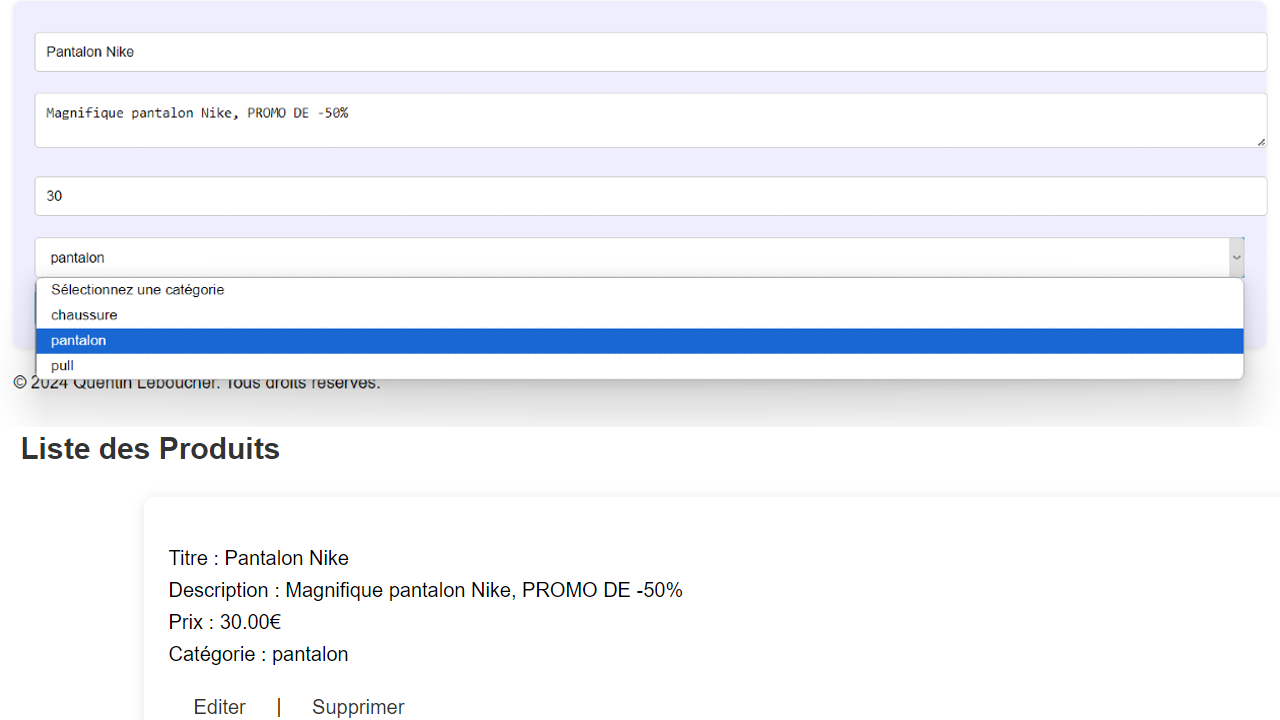 Pantalon Nike
Magnifique pantalon Nike, PROMO DE -50%
30
pantalon
Sélectionnez une catégorie
chaussure
pantalon
pull
© 2024 Quentin Leboucher. Tous droits réservés.
Liste des Produits
Titre : Pantalon Nike
Description : Magnifique pantalon Nike, PROMO DE -50%
Prix : 30.00€
Catégorie : pantalon
Editer | Supprimer